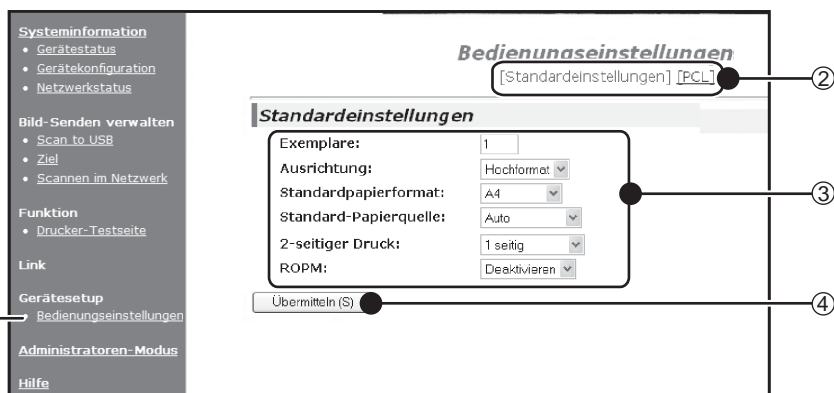 Systeminformation
• Gerätestatus
• Gerätekonfiguration
• Netzwerkstatus
Bild-Senden verwalten
• Scan to USB
• Ziel
• Scannen im Netzwerk
Funktion
• Drucker-Testseite
Link
Gerätesetup
• Bedienungseinstellungen
Administratoren-Modus
Hilfe
Bedienungseinstellungen
[Standardeinstellungen] [PCL]
②
Standardeinstellungen
Exemplare: 1
Ausrichtung: Hochformat
Standardpapierformat: A4
③
Standard-Papierquelle: Auto
2-seitiger Druck: 1 seitig
ROPM: Deaktivieren
Übermitteln (S)
④